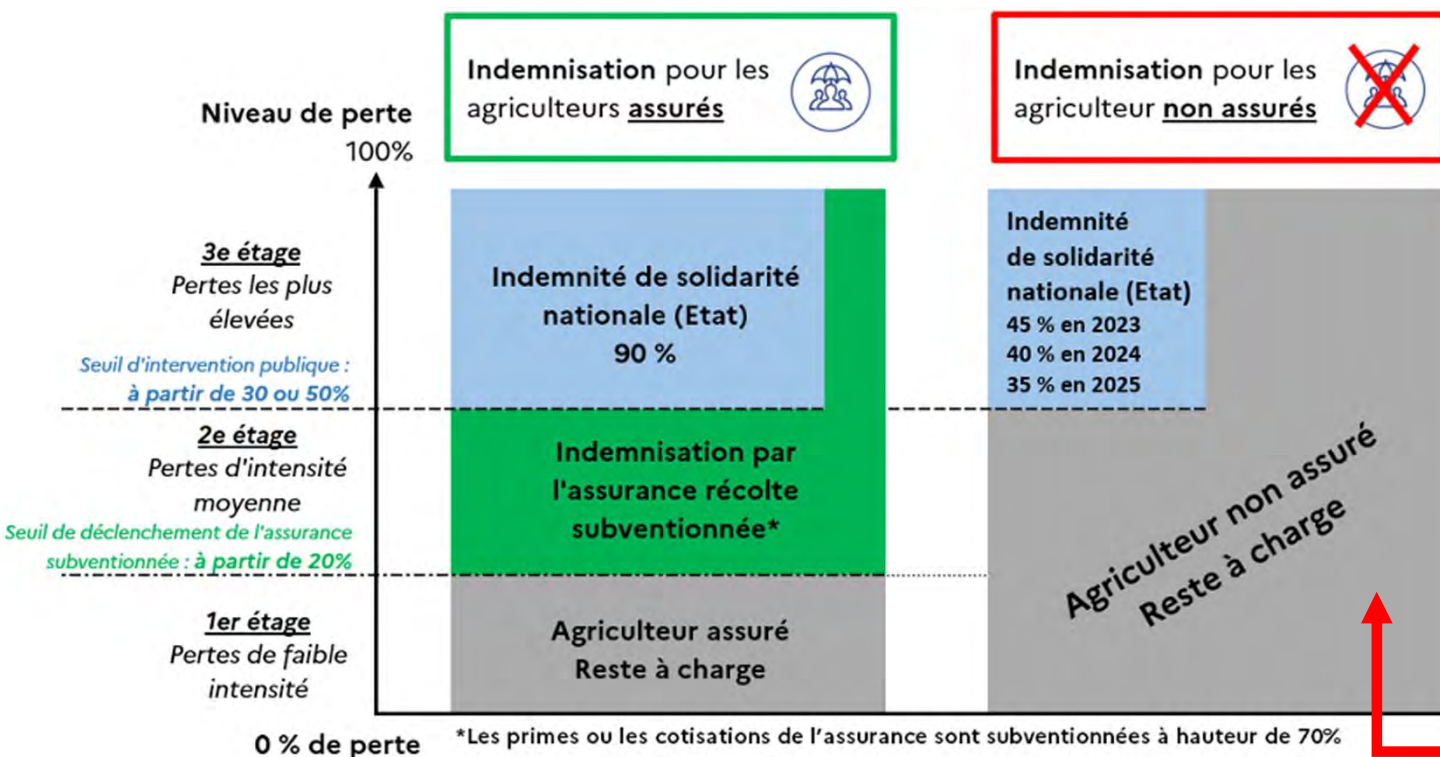 Indemnisation pour les
agriculteurs assurés
Indemnisation pour les
agriculteur non assurés
Niveau de perte
100%
3e étage
Pertes les plus
élevées
Seuil d'intervention publique :
à partir de 30 ou 50%
2e étage
Pertes d'intensité
moyenne
Seuil de déclenchement de l'assurance
subventionnée : à partir de 20%
1er étage
Pertes de faible
intensité
0 % de perte
Indemnité de solidarité
nationale (Etat)
90 %
Indemnisation par
l'assurance récolte
subventionnée*
Agriculteur assuré
Reste à charge
Indemnité
de solidarité
nationale (Etat)
45 % en 2023
40 % en 2024
35 % en 2025
Agriculteur non assuré
Reste à charge
*Les primes ou les cotisations de l’assurance sont subventionnées à hauteur de 70%